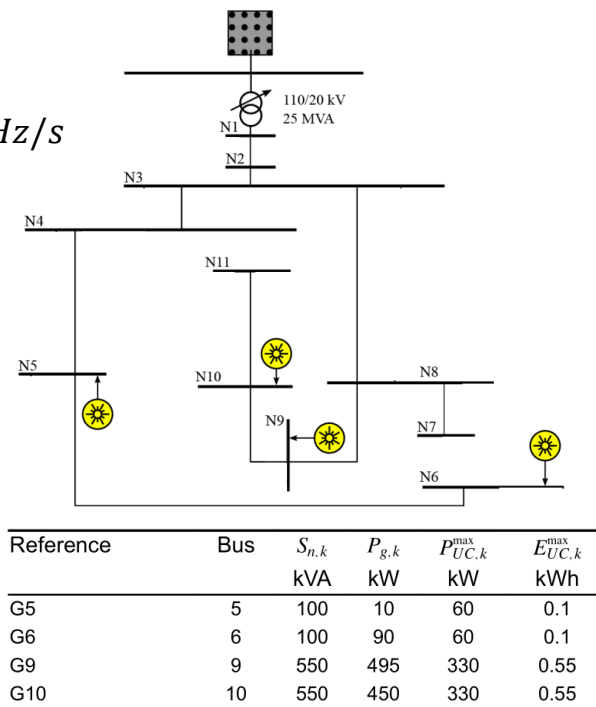 110/20 kV
25 MVA
Hz/s
N1
N2
N3
N4
N11
N5
N10
N8
N9
N7
N6
Reference Bus S_{n,k} P_{g,k} P_{UC,k}^{max} E_{UC,k}^{max}
kVA kW kW kWh
G5 5 100 10 60 0.1
G6 6 100 90 60 0.1
G9 9 550 495 330 0.55
G10 10 550 450 330 0.55